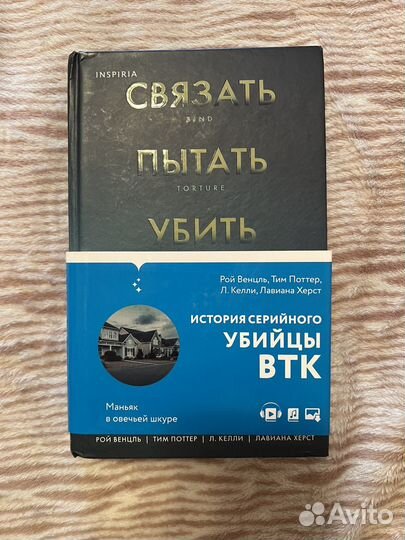 INSPIRIA
СВЯЗАТЬ
BIND
ПЫТАТЬ
TORTURE
УБИТЬ
Рой Венцль, Тим Поттер,
Л. Келли, Лавиана Херст
ИСТОРИЯ СЕРИЙНОГО
УБИЙЦЫ
BTK
Маньяк
в овечьей шкуре
РОЙ ВЕНЦЛЬ | ТИМ ПОТТЕР | Л. КЕЛЛИ | ЛАВИАНА ХЕРСТ
Avito